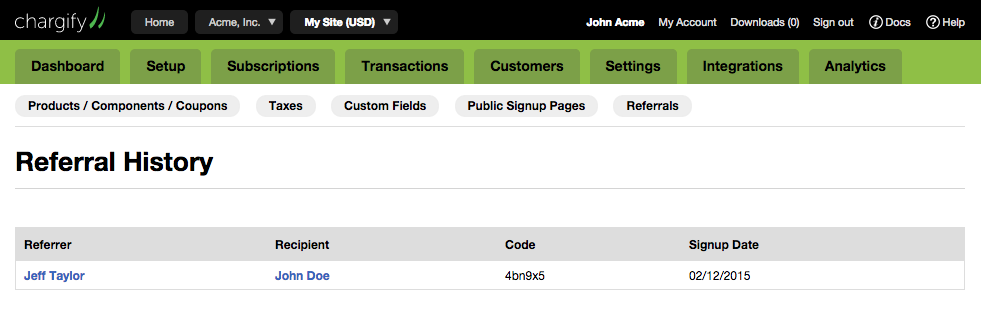 chargify Home Acme, Inc. My Site (USD) John Acme My Account Downloads (0) Sign out Docs Help
Dashboard Setup Subscriptions Transactions Customers Settings Integrations Analytics
Products / Components / Coupons Taxes Custom Fields Public Signup Pages Referrals
Referral History
Referrer Recipient Code Signup Date
Jeff Taylor John Doe 4bn9x5 02/12/2015